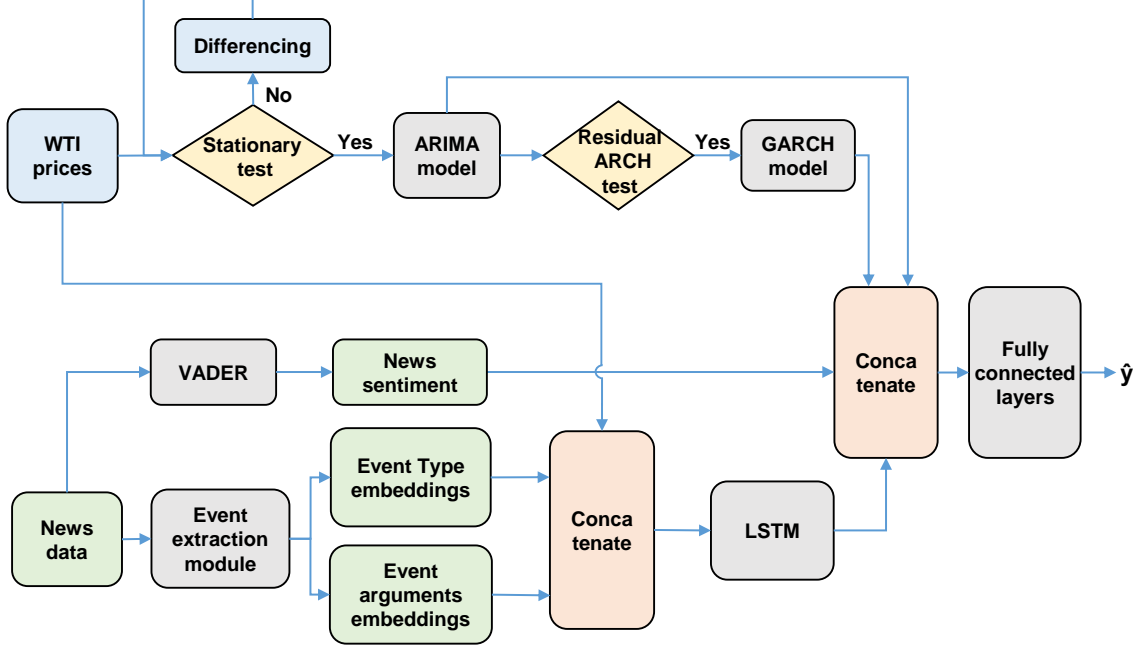 Differencing
No
WTI
prices
Stationary
test
Yes
ARIMA
model
Residual
ARCH
test
Yes
GARCH
model
VADER
News
sentiment
Conca
tenate
Fully
connected
layers
ŷ
News
data
Event
extraction
module
Event Type
embeddings
Event
arguments
embeddings
Conca
tenate
LSTM